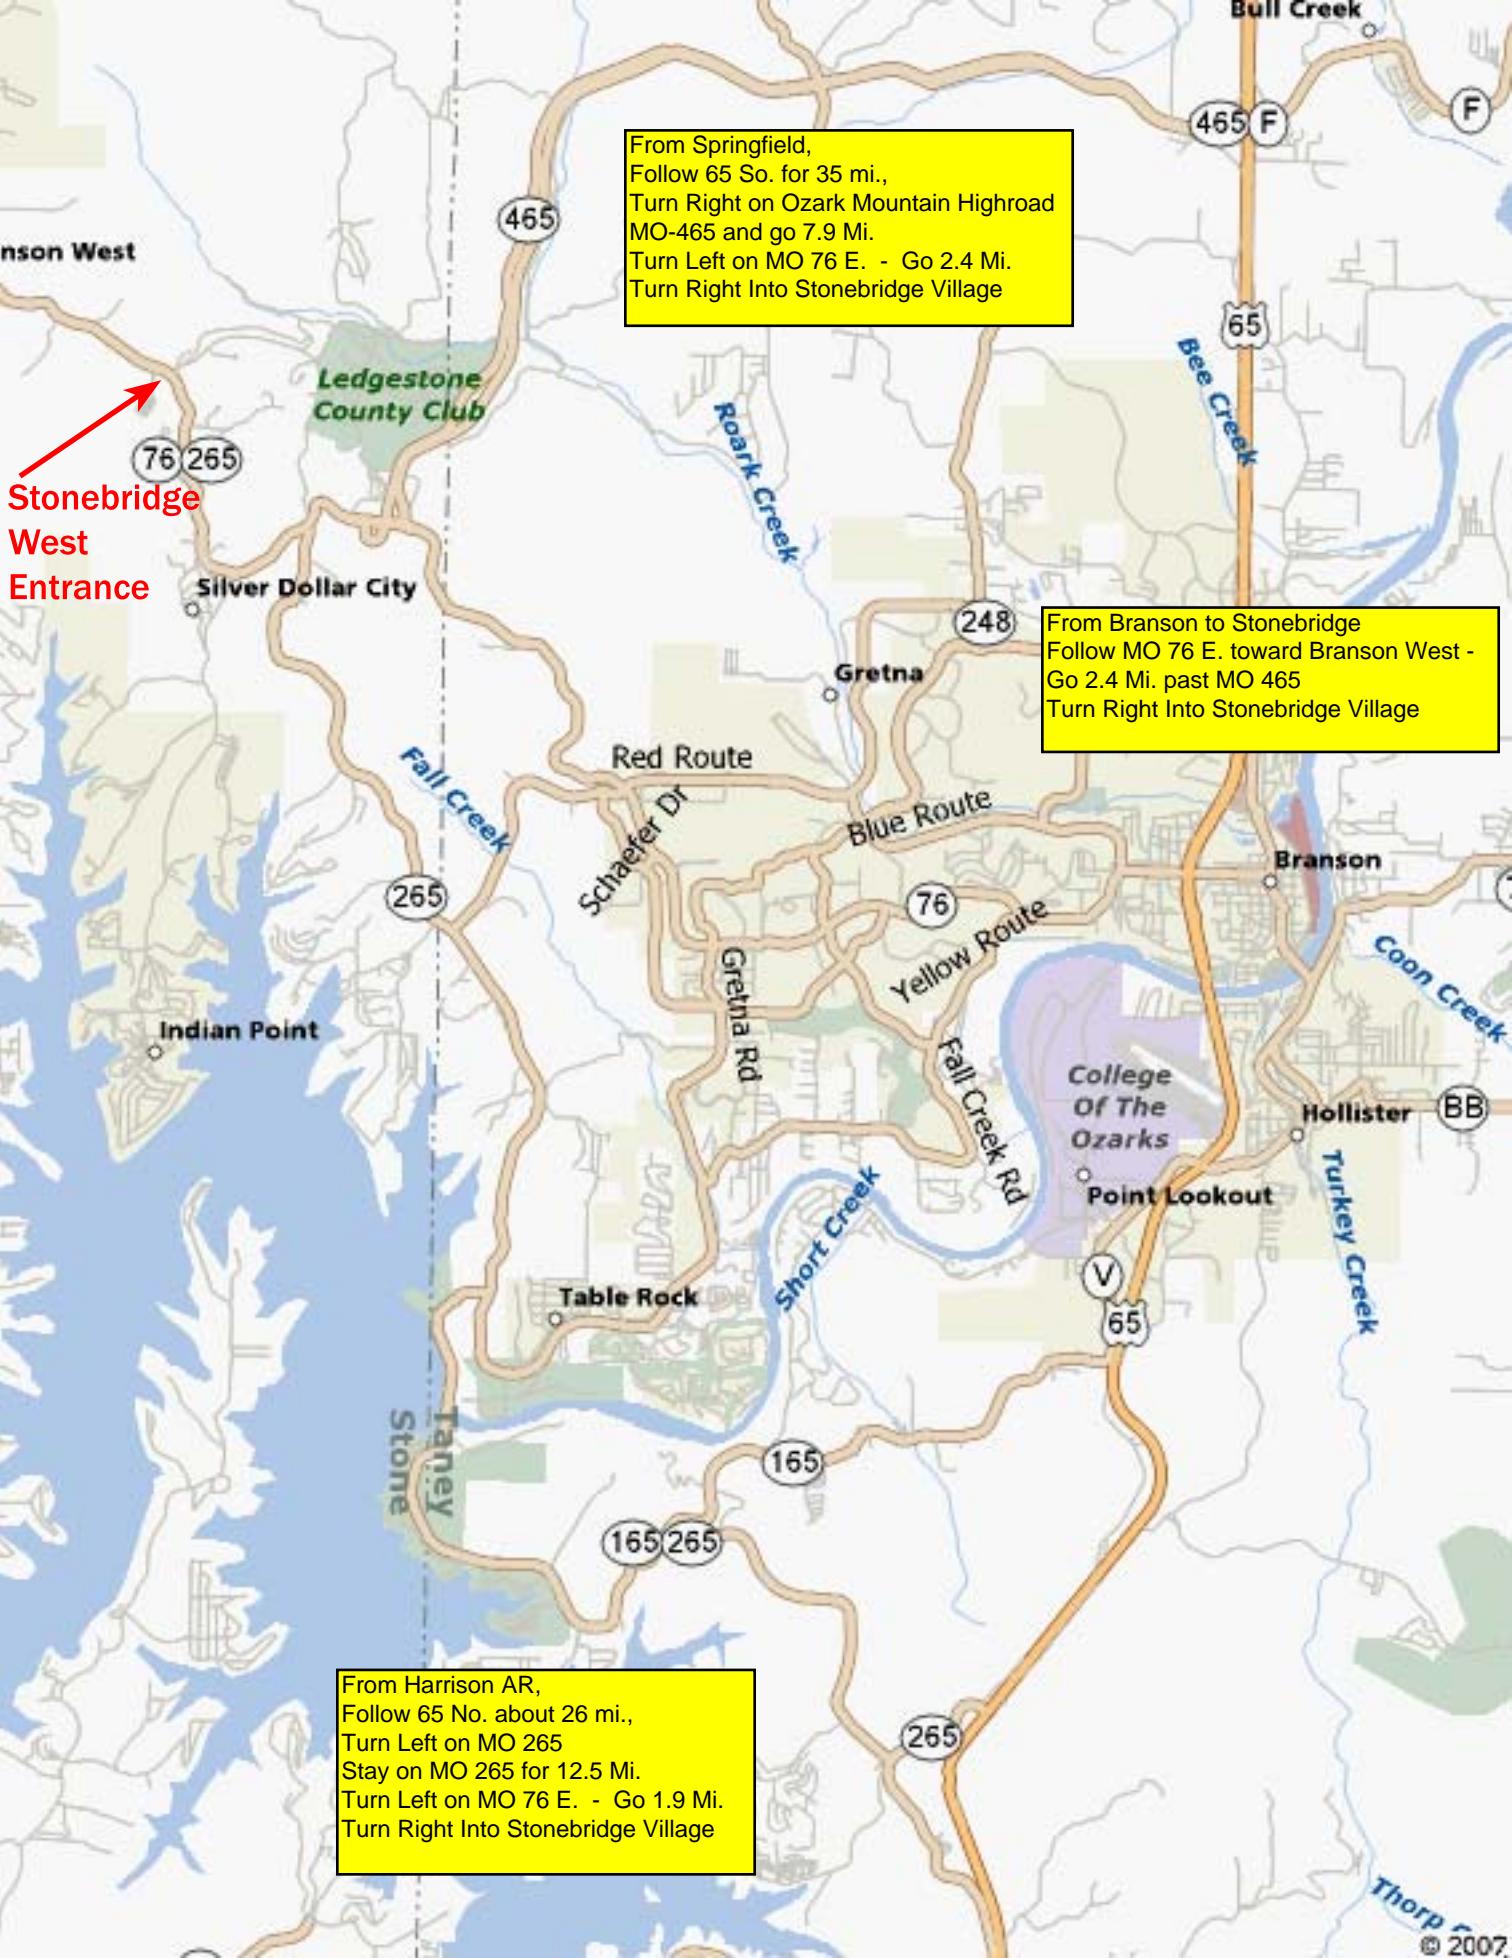 Bull Creek
465 F
F
From Springfield,
Follow 65 So. for 35 mi.,
Turn Right on Ozark Mountain Highroad
MO-465 and go 7.9 Mi.
Turn Left on MO 76 E. - Go 2.4 Mi.
Turn Right Into Stonebridge Village
465
nson West
65
Bee Creek
Ledgestone
County Club
Roark Creek
76 265
Stonebridge
West
Entrance
Silver Dollar City
248
From Branson to Stonebridge
Follow MO 76 E. toward Branson West -
Go 2.4 Mi. past MO 465
Turn Right Into Stonebridge Village
Gretna
Red Route
Fall Creek
Schaefer Dr
Blue Route
Branson
265
76
Yellow Route
Coon Creek
Gretna Rd
Indian Point
Fall Creek Rd
College
Of The
Ozarks
Hollister
BB
Point Lookout
Turkey Creek
Short Creek
V
65
Table Rock
Stone
Taney
165
165 265
From Harrison AR,
Follow 65 No. about 26 mi.,
Turn Left on MO 265
Stay on MO 265 for 12.5 Mi.
Turn Left on MO 76 E. - Go 1.9 Mi.
Turn Right Into Stonebridge Village
265
Thorp
© 2007